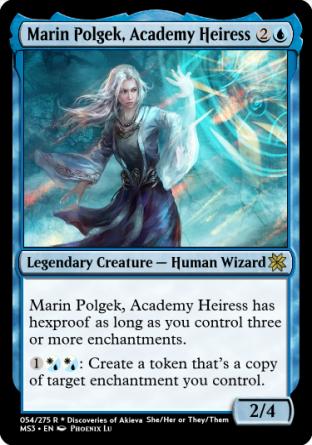 Marin Polgek, Academy Heiress 2
Legendary Creature — Human Wizard
Marin Polgek, Academy Heiress has
hexproof as long as you control three
or more enchantments.
1 : Create a token that's a copy
of target enchantment you control.
2/4
054/275 R * Discoveries of Akieva She/Her or They/Them
MS3 • EN Phoenix Lu